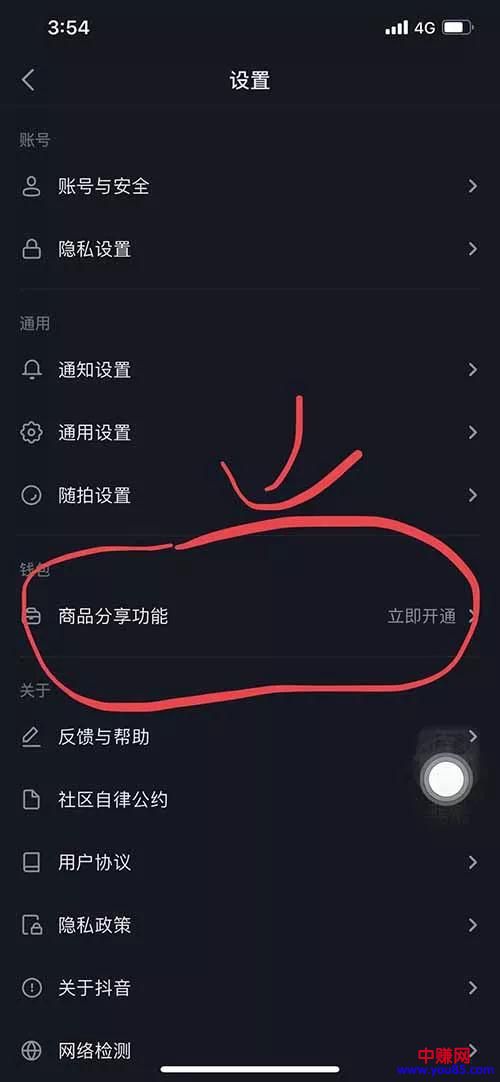 3:54
4G
设置
账号
账号与安全
隐私设置
通用
通知设置
通用设置
随拍设置
钱包
商品分享功能 立即开通
关于
反馈与帮助
社区自律公约
用户协议
隐私政策
关于抖音
网络检测
中赚网
www.you85.com